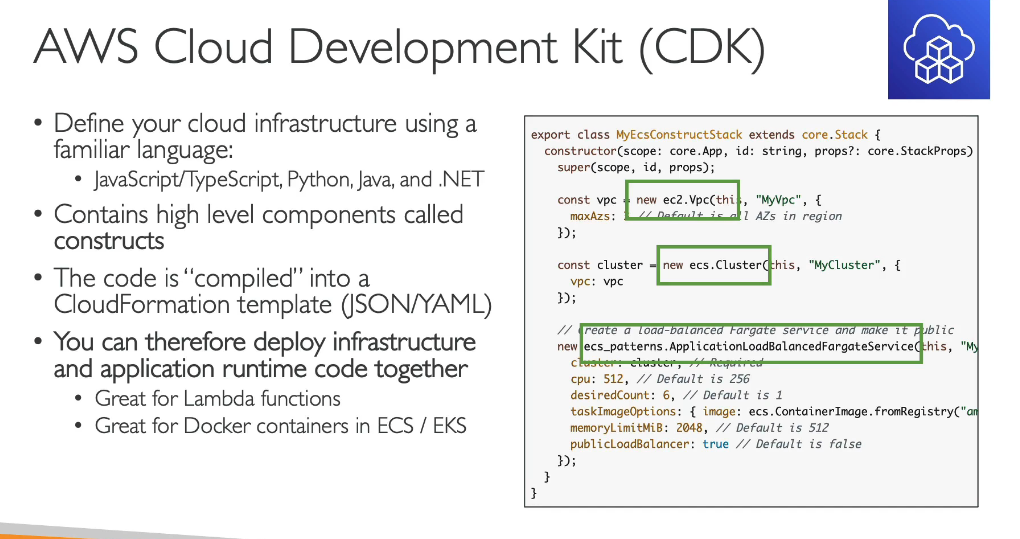 AWS Cloud Development Kit (CDK)
• Define your cloud infrastructure using a
familiar language:
• JavaScript/TypeScript, Python, Java, and .NET
• Contains high level components called
constructs
• The code is “compiled” into a
CloudFormation template (JSON/YAML)
• You can therefore deploy infrastructure
and application runtime code together
• Great for Lambda functions
• Great for Docker containers in ECS / EKS
export class MyEcsConstructStack extends core.Stack {
constructor(scope: core.App, id: string, props?: core.StackProps)
super(scope, id, props);
const vpc = new ec2.Vpc(this, "MyVpc", {
maxAzs: // Default is all AZs in region
});
const cluster = new ecs.Cluster(this, "MyCluster", {
vpc: vpc
});
// Create a load-balanced Fargate service and make it public
new ecs_patterns.ApplicationLoadBalancedFargateService(this, "My
cluster: cluster, // Required
cpu: 512, // Default is 256
desiredCount: 6, // Default is 1
taskImageOptions: { image: ecs.ContainerImage.fromRegistry("am
memoryLimitMiB: 2048, // Default is 512
publicLoadBalancer: true // Default is false
});
}
}